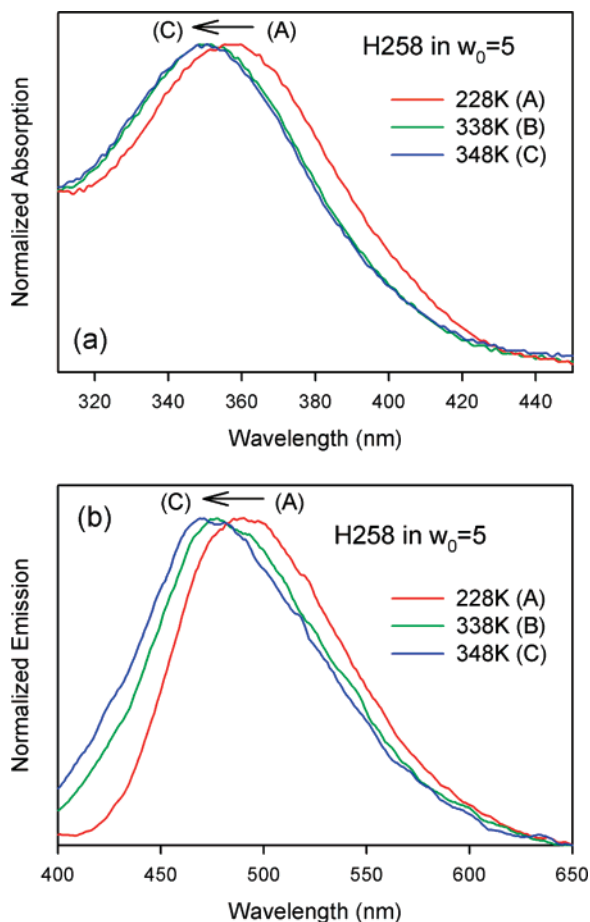 (C) (A)
H258 in w0=5
228K (A)
338K (B)
348K (C)
Normalized Absorption
(a)
320 340 360 380 400 420 440
Wavelength (nm)
(C) (A)
(b)
H258 in w0=5
228K (A)
338K (B)
348K (C)
Normalized Emission
400 450 500 550 600 650
Wavelength (nm)